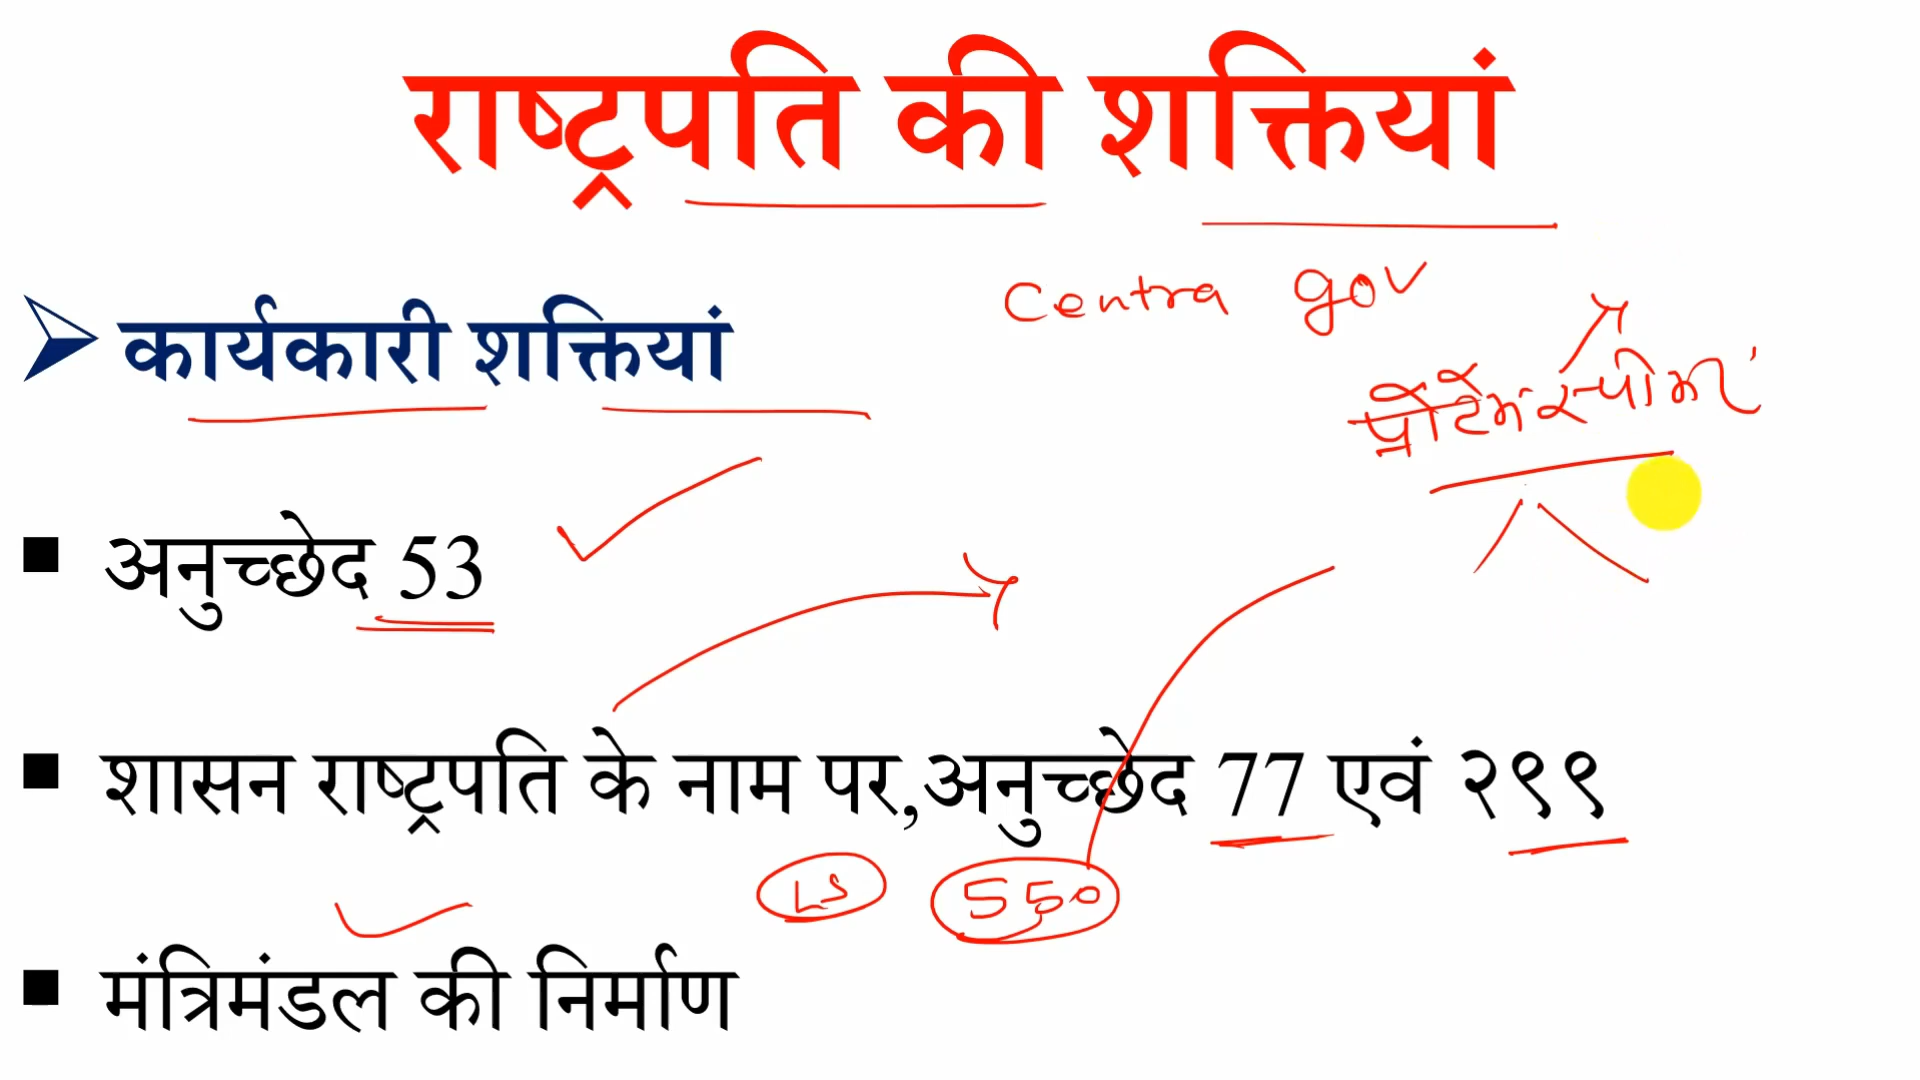 राष्ट्रपति की शक्तियां
Centra gov
कार्यकारी शक्तियां
अनुच्छेद 53
शासन राष्ट्रपति के नाम पर,अनुच्छेद 77 एवं २९९
LS 550
मंत्रिमंडल की निर्माण